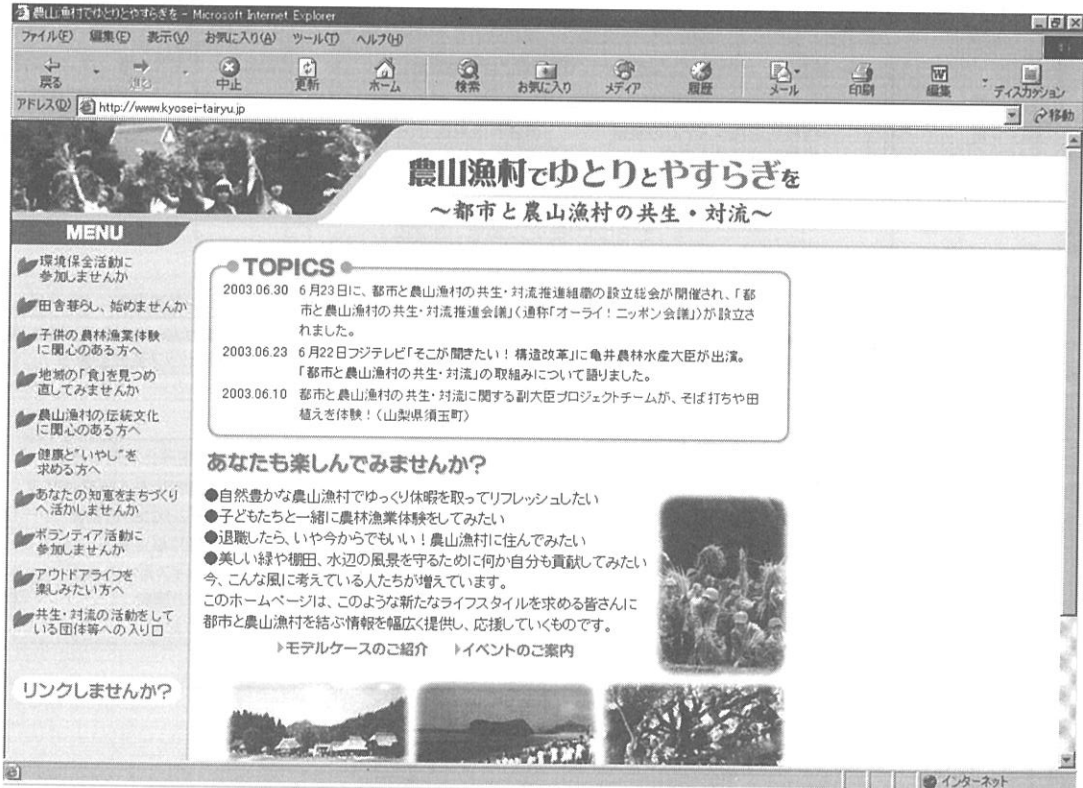 農山漁村でゆとりとやすらぎを - Microsoft Internet Explorer
ファイル(F) 編集(E) 表示(V) お気に入り(A) ツール(T) ヘルプ(H)
戻る 進む 中止 更新 ホーム 検索 お気に入り メディア 履歴 メール 印刷 編集 ディスカッション
アドレス(D) http://www.kyosei-tairyu.jp 移動
農山漁村でゆとりとやすらぎを
～都市と農山漁村の共生・対流～
MENU
環境保全活動に
参加しませんか
田舎暮らし、始めませんか
子供の農林漁業体験
に関心のある方へ
地域の「食」を見つめ
直してみませんか
農山漁村の伝統文化
に関心のある方へ
健康と"いやし"を
求める方へ
あなたの知恵をまちづくり
へ活かしませんか
ボランティア活動に
参加しませんか
アウトドアライフを
楽しみたい方へ
共生・対流の活動をして
いる団体等への入り口
リンクしませんか?
TOPICS
2003.06.30 6月23日に、都市と農山漁村の共生・対流推進組織の設立総会が開催され、「都
市と農山漁村の共生・対流推進会議」(通称「オーライ!ニッポン会議」)が設立さ
れました。
2003.06.23 6月22日フジテレビ「そこが聞きたい!構造改革」に亀井農林水産大臣が出演。
「都市と農山漁村の共生・対流」の取組みについて語りました。
2003.06.10 都市と農山漁村の共生・対流に関する副大臣プロジェクトチームが、そば打ちや田
植えを体験!(山梨県須玉町)
あなたも楽しんでみませんか?
●自然豊かな農山漁村でゆっくり休暇を取ってリフレッシュしたい
●子どもたちと一緒に農林漁業体験をしてみたい
●退職したら、いや今からでもいい!農山漁村に住んでみたい
●美しい緑や棚田、水辺の風景を守るために何か自分も貢献してみたい
今、こんな風に考えている人たちが増えています。
このホームページは、このような新たなライフスタイルを求める皆さんに
都市と農山漁村を結ぶ情報を幅広く提供し、応援していくものです。
モデルケースのご紹介 イベントのご案内
インターネット